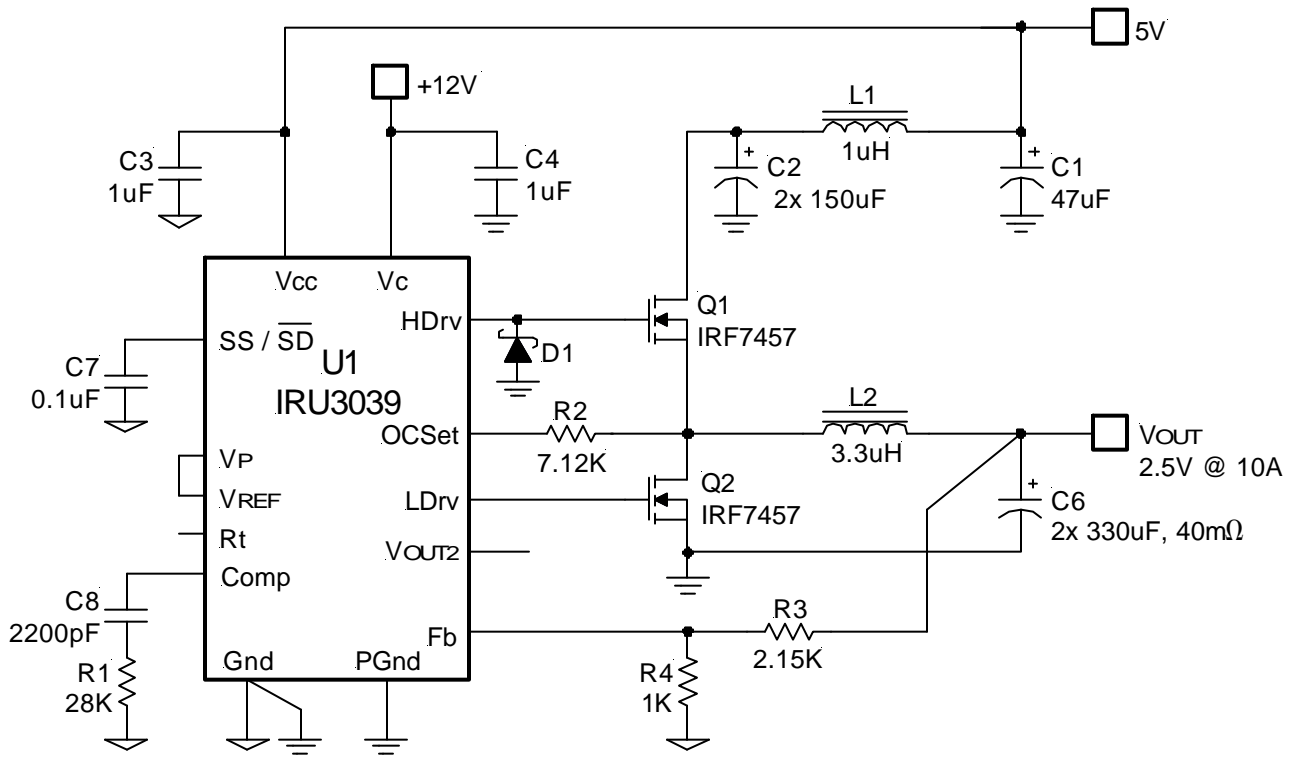 5V
+12V
L1
1uH
C3
1uF
C4
1uF
C2
2x 150uF
C1
47uF
Vcc
Vc
HDrv
Q1
IRF7457
SS / SD
U1
IRU3039
D1
C7
0.1uF
OCSet
R2
7.12K
L2
3.3uH
VOUT
2.5V @ 10A
VP
VREF
LDrv
Q2
IRF7457
C6
2x 330uF, 40mΩ
Rt
VOUT2
Comp
C8
2200pF
Fb
R3
2.15K
R1
28K
Gnd
PGnd
R4
1K